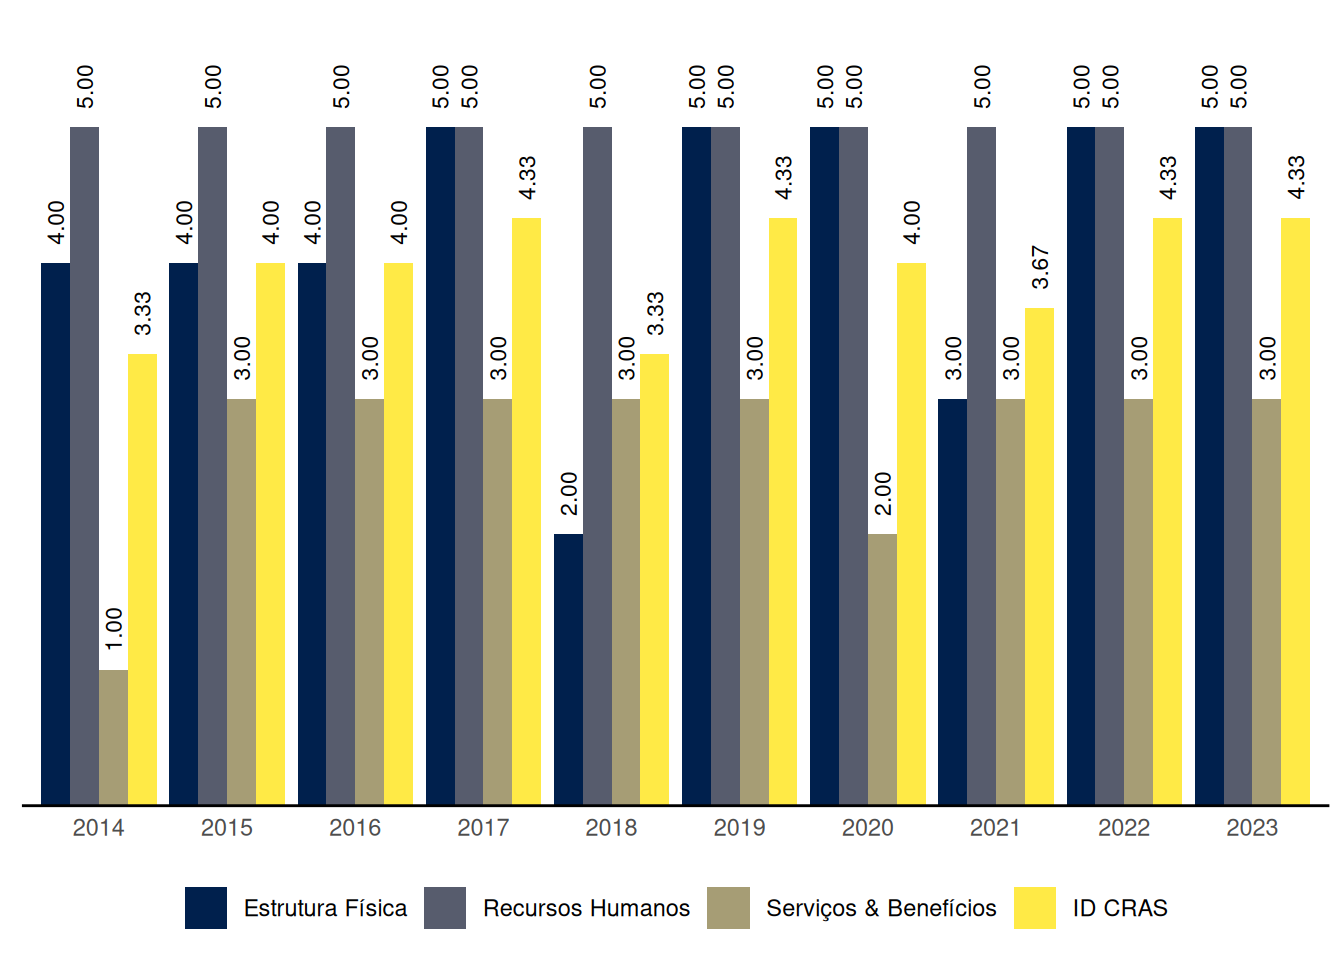 5.00 5.00 5.00 5.00 5.00 5.00 5.00 5.00 5.00 5.00 5.00 5.00 5.00 5.00 5.00
4.33 4.33 4.33 4.33
4.00 4.00 4.00 4.00 4.00 4.00
3.67
3.33 3.33
3.00 3.00 3.00 3.00 3.00 3.00 3.00 3.00 3.00
2.00 2.00
1.00
2014 2015 2016 2017 2018 2019 2020 2021 2022 2023
Estrutura Física Recursos Humanos Serviços & Benefícios ID CRAS